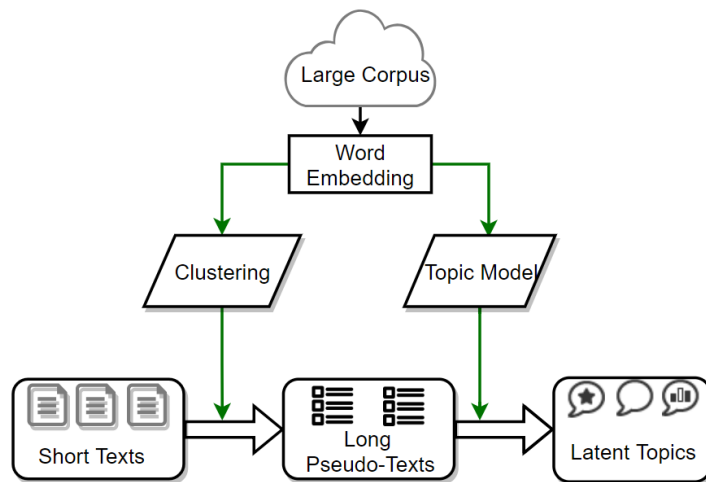 Large Corpus
Word
Embedding
Clustering
Topic Model
Short Texts
Long
Pseudo-Texts
Latent Topics